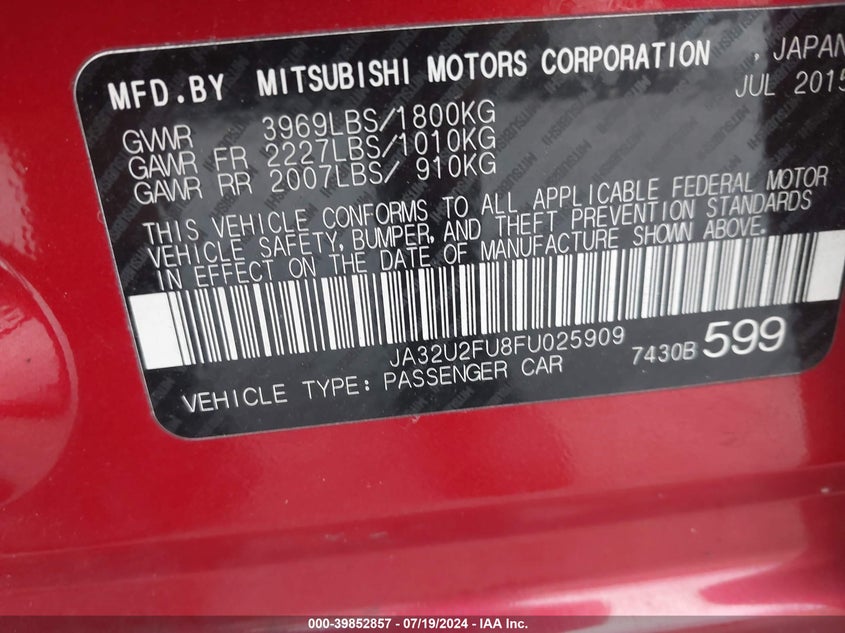 MFD.BY MITSUBISHI MOTORS CORPORATION , JAPAN
JUL 2015
GVWR 3969LBS/1800KG
GAWR FR 2227LBS/1010KG
GAWR RR 2007LBS/ 910KG
THIS VEHICLE CONFORMS TO ALL APPLICABLE FEDERAL MOTOR
VEHICLE SAFETY, BUMPER, AND THEFT PREVENTION STANDARDS
IN EFFECT ON THE DATE OF MANUFACTURE SHOWN ABOVE.
JA32U2FU8FU025909
7430B 599
VEHICLE TYPE: PASSENGER CAR
000-39852857 / 07/19/2024 - IAA Inc.